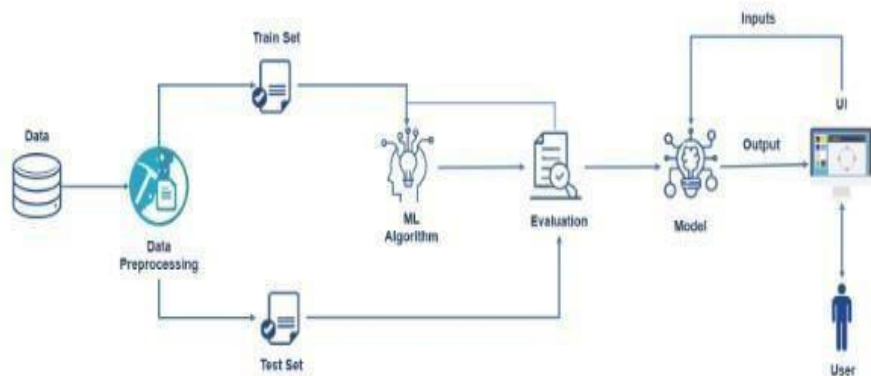 Inputs
Train Set
UI
Data
Output
ML
Algorithm
Evaluation
Model
Data
Preprocessing
Test Set
User